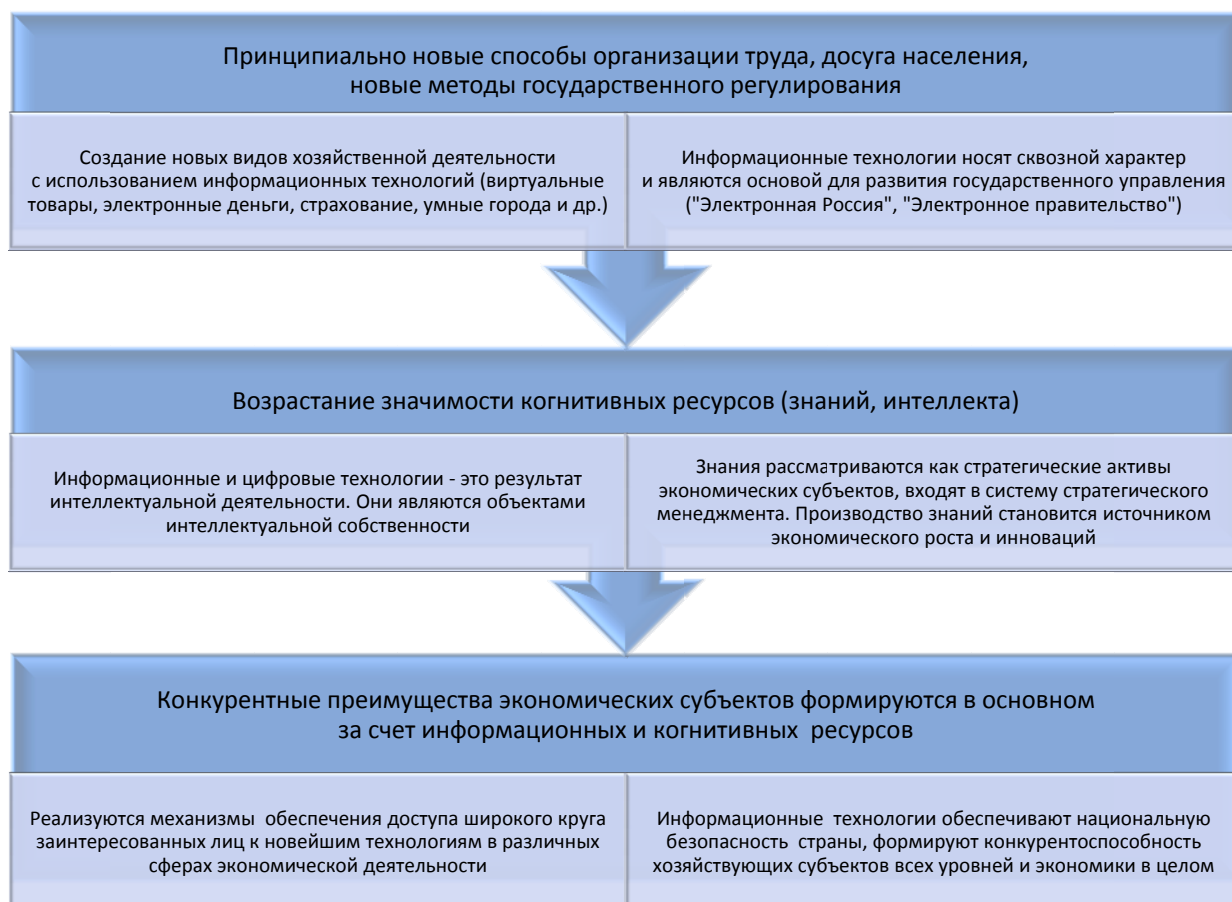 Принципиально новые способы организации труда, досуга населения,
новые методы государственного регулирования
Создание новых видов хозяйственной деятельности
с использованием информационных технологий (виртуальные
товары, электронные деньги, страхование, умные города и др.)
Информационные технологии носят сквозной характер
и являются основой для развития государственного управления
("Электронная Россия", "Электронное правительство")
Возрастание значимости когнитивных ресурсов (знаний, интеллекта)
Информационные и цифровые технологии - это результат
интеллектуальной деятельности. Они являются объектами
интеллектуальной собственности
Знания рассматриваются как стратегические активы
экономических субъектов, входят в систему стратегического
менеджмента. Производство знаний становится источником
экономического роста и инноваций
Конкурентные преимущества экономических субъектов формируются в основном
за счет информационных и когнитивных ресурсов
Реализуются механизмы обеспечения доступа широкого круга
заинтересованных лиц к новейшим технологиям в различных
сферах экономической деятельности
Информационные технологии обеспечивают национальную
безопасность страны, формируют конкурентоспособность
хозяйствующих субъектов всех уровней и экономики в целом